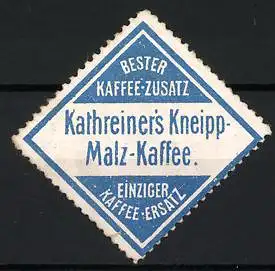 BESTER
KAFFEE-ZUSATZ
Kathreiner's Kneipp-
Malz-Kaffee.
EINZIGER
KAFFEE-ERSATZ